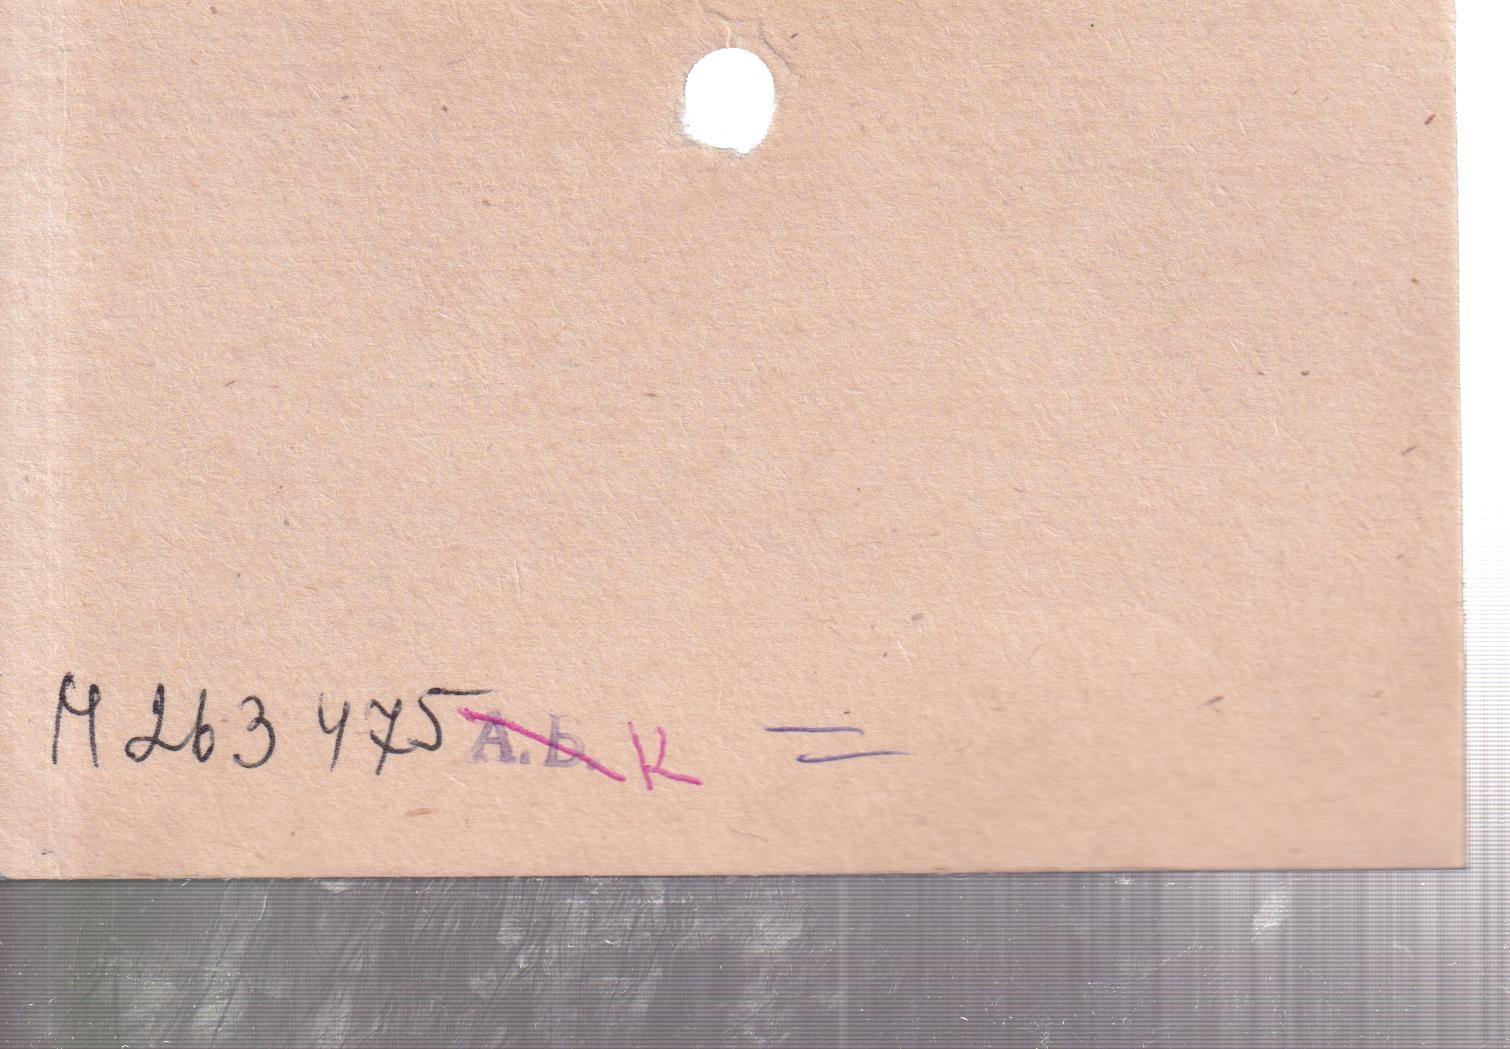 M 263 475 A. b. K =